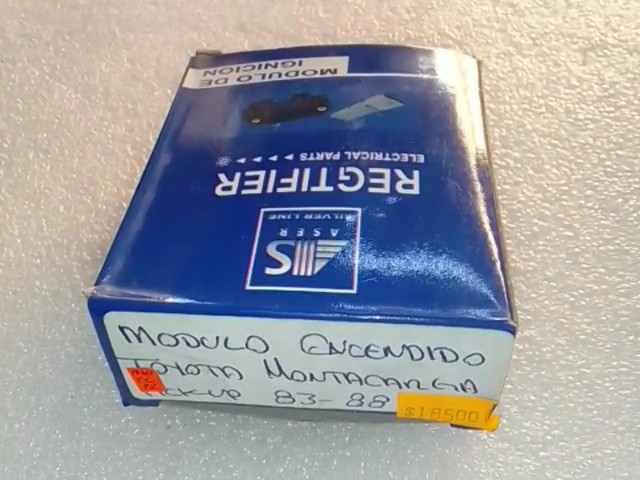 MODULO DE
IGNICION
REGTIFIER
ELECTRICAL PARTS
SILVER LINE
ASER
MODULO ENCENDIDO
TOYOTA MONTACARGA
PICK-UP 83-88
$18500